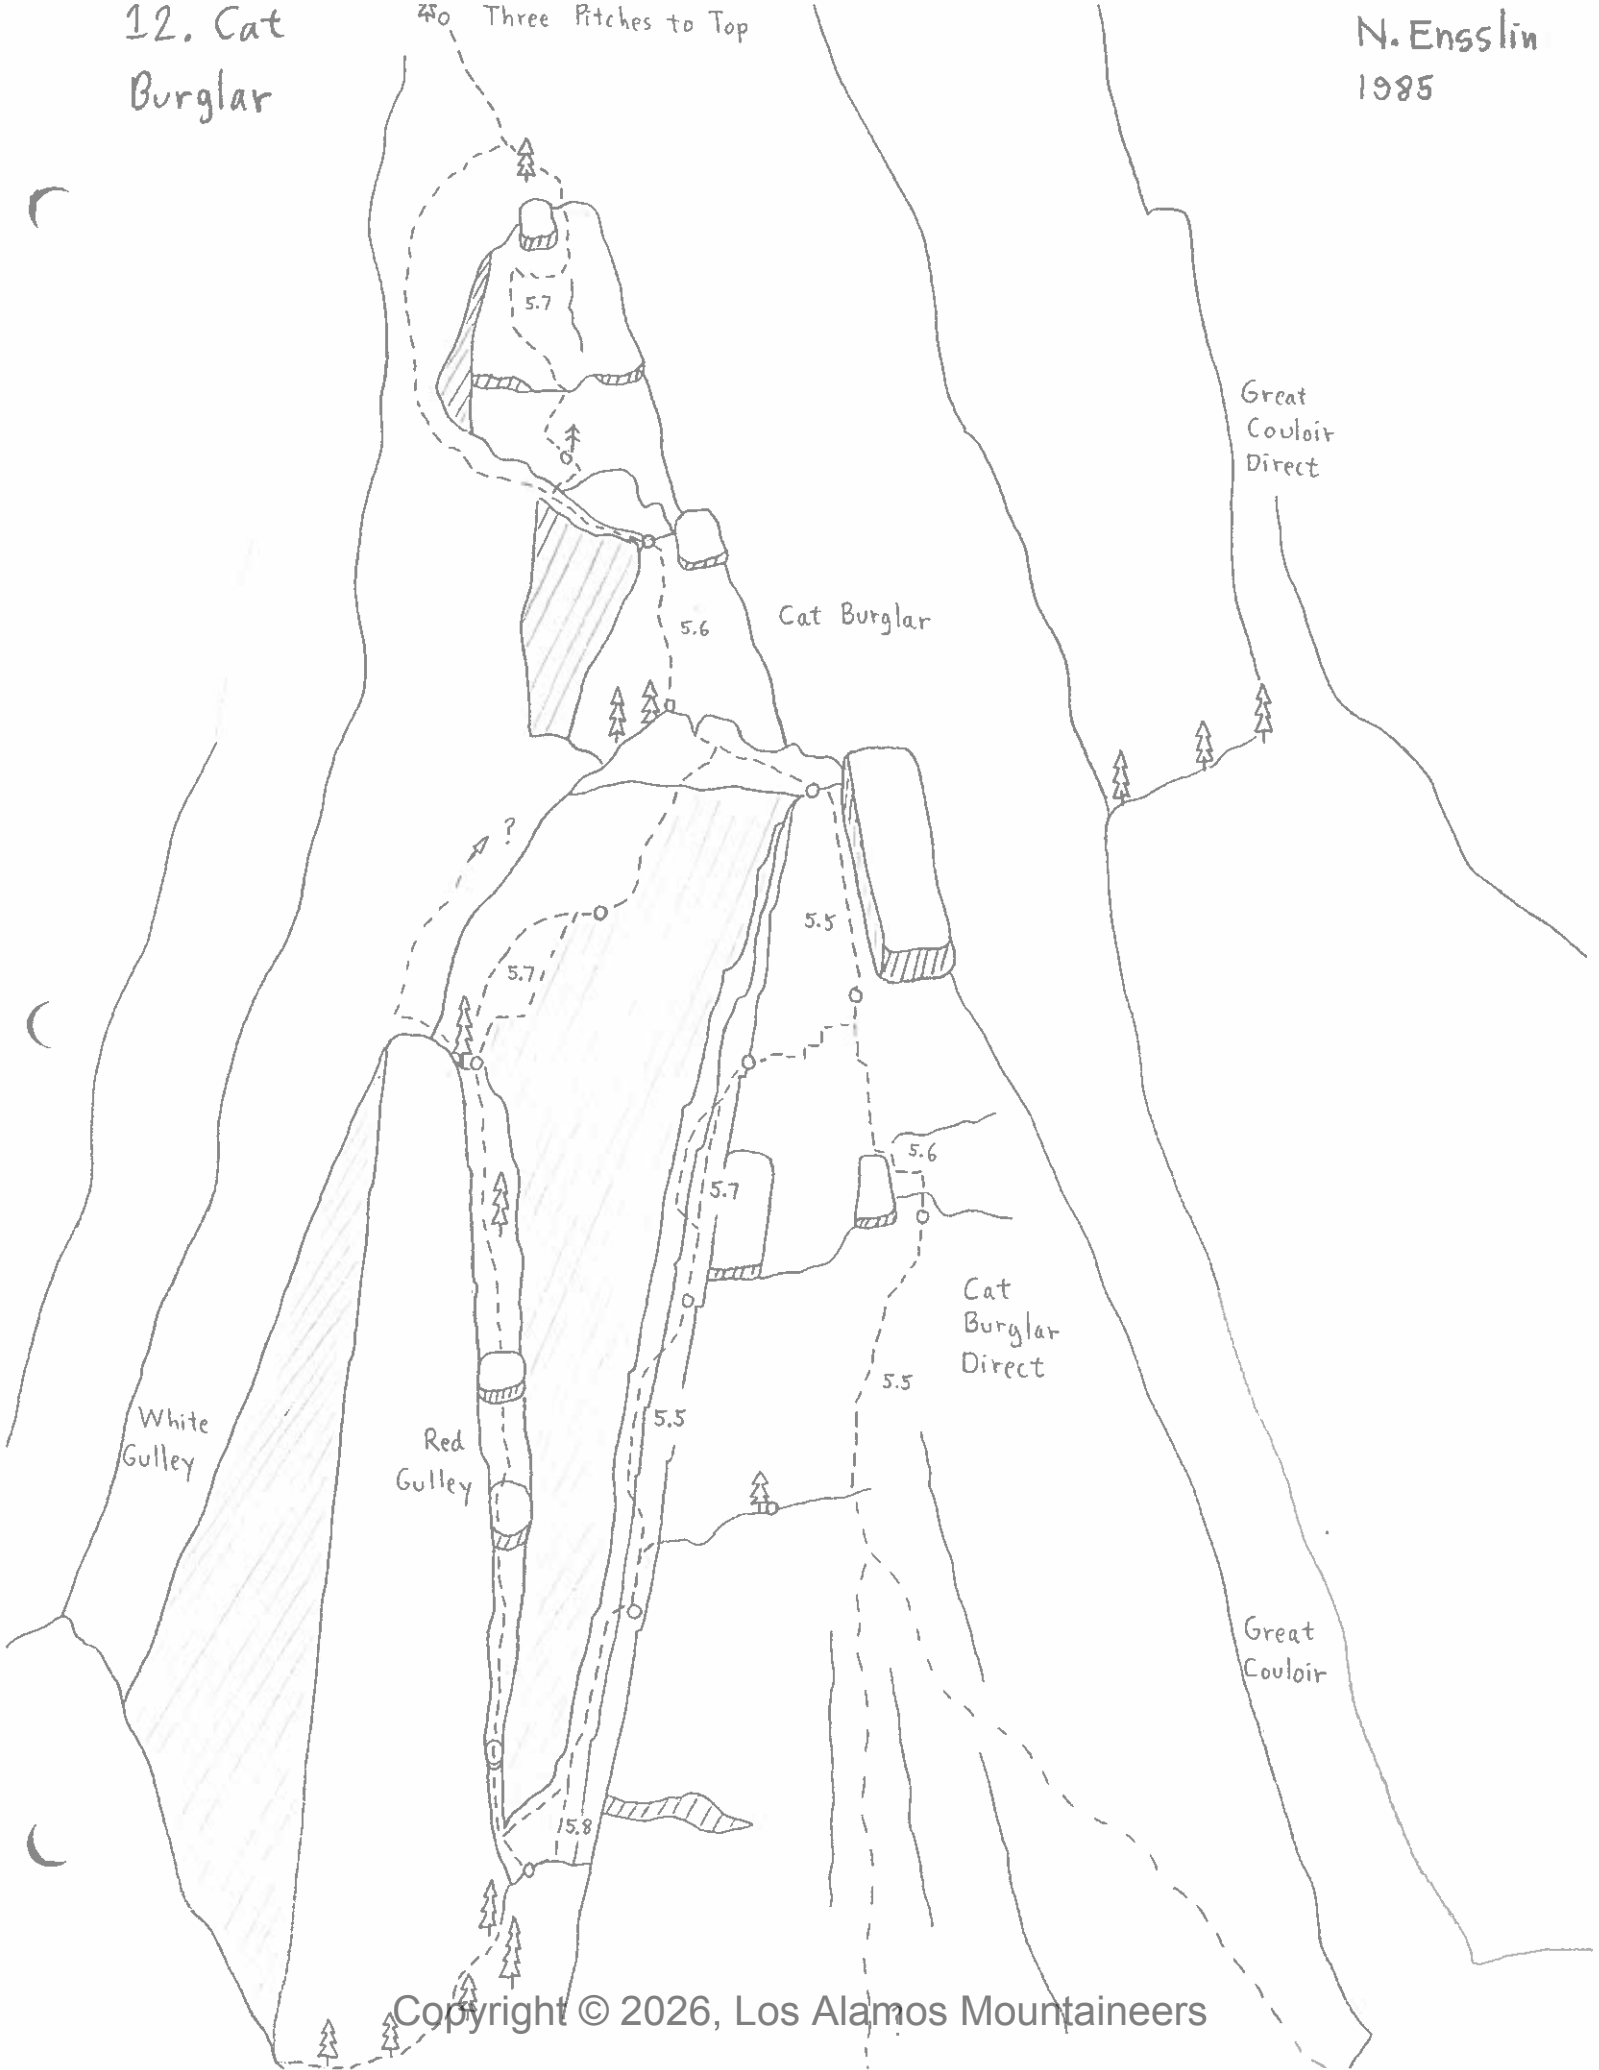 12. Cat
Burglar
Three Pitches to Top
N. Ensslin
1985
5.7
Great
Couloir
Direct
5.6
Cat Burglar
?
5.5
5.7
5.6
5.7
Cat
Burglar
Direct
5.5
5.5
White
Gulley
Red
Gulley
Great
Couloir
5.8
Copyright © 2026, Los Alamos Mountaineers